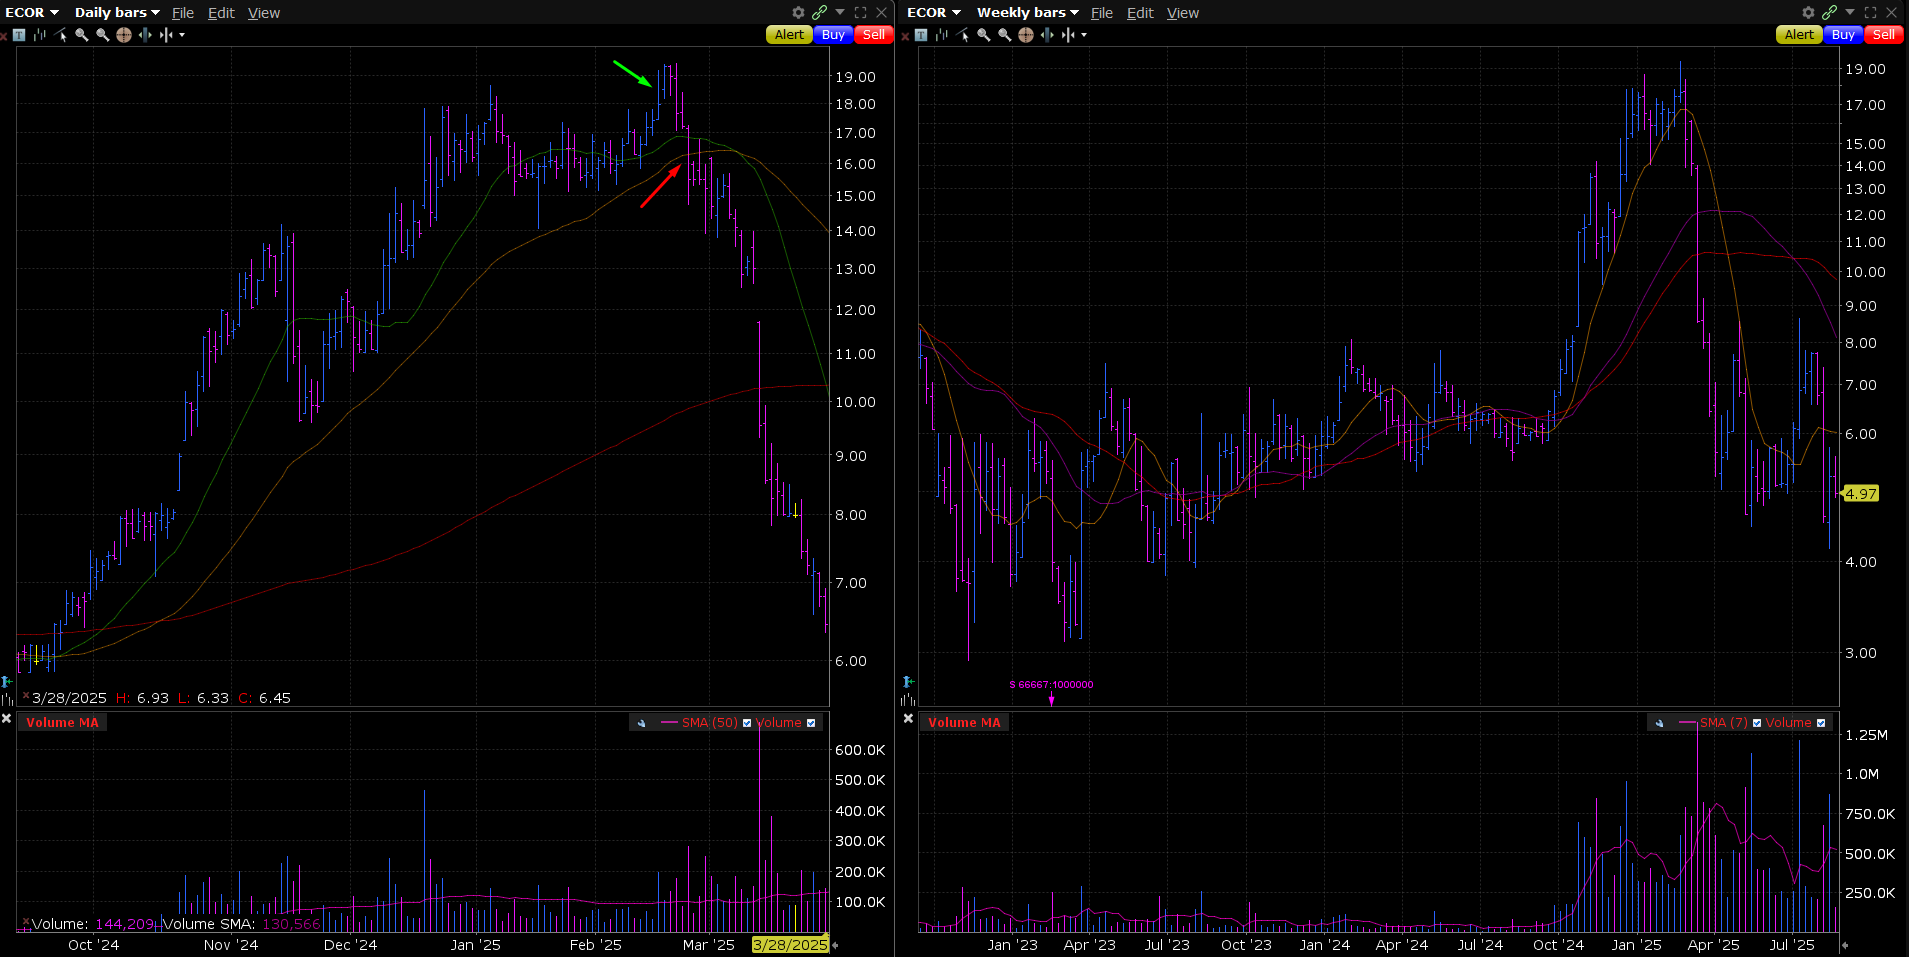 ECOR Daily bars File Edit View
Alert Buy Sell
19.00
18.00
17.00
16.00
15.00
14.00
13.00
12.00
11.00
10.00
9.00
8.00
7.00
6.00
3/28/2025 H: 6.93 L: 6.33 C: 6.45
Volume MA
SMA (50) Volume
600.0K
500.0K
400.0K
300.0K
200.0K
100.0K
Volume: 144,209 Volume SMA: 130,566
Oct '24 Nov '24 Dec '24 Jan '25 Feb '25 Mar '25 3/28/2025
ECOR Weekly bars File Edit View
Alert Buy Sell
19.00
17.00
15.00
14.00
13.00
12.00
11.00
10.00
9.00
8.00
7.00
6.00
4.97
4.00
3.00
S 66667:1000000
Volume MA
SMA (7) Volume
1.25M
1.0M
750.0K
500.0K
250.0K
Jan '23 Apr '23 Jul '23 Oct '23 Jan '24 Apr '24 Jul '24 Oct '24 Jan '25 Apr '25 Jul '25